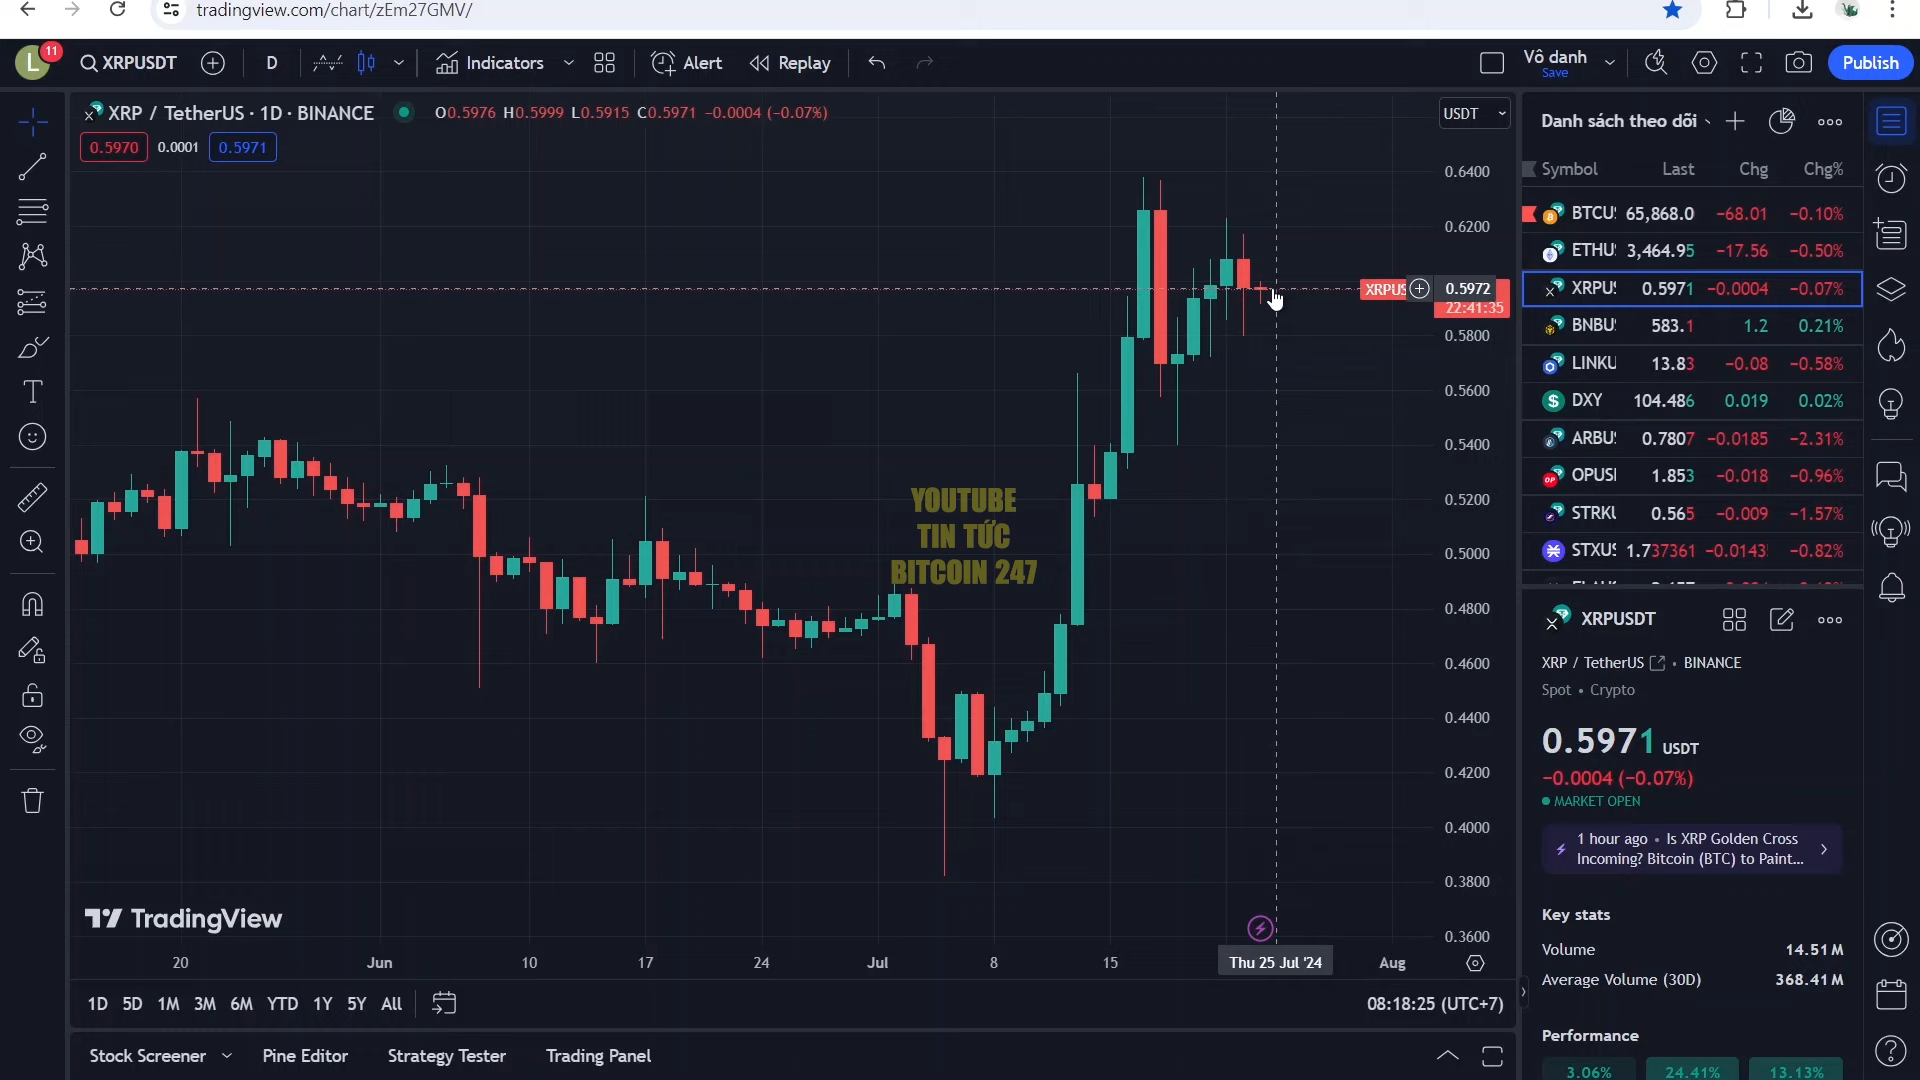 tradingview.com/chart/zEm27GMV/
L 11 XRPUSDT D Indicators Alert Replay Vô danh Save Publish
XRP / TetherUS · 1D · BINANCE O0.5976 H0.5999 L0.5915 C0.5971 −0.0004 (−0.07%)
0.5970 0.0001 0.5971
USDT
0.6400
0.6200
XRPUS 0.5972
22:41:35
0.5800
0.5600
0.5400
0.5200
0.5000
0.4800
0.4600
0.4400
0.4200
0.4000
0.3800
0.3600
YOUTUBE
TIN TỨC
BITCOIN 247
TradingView
20 Jun 10 17 24 Jul 8 15 Thu 25 Jul '24 Aug
1D 5D 1M 3M 6M YTD 1Y 5Y All 08:18:25 (UTC+7)
Stock Screener Pine Editor Strategy Tester Trading Panel
Danh sách theo dõi
Symbol Last Chg Chg%
BTCU 65,868.0 −68.01 −0.10%
ETHU 3,464.95 −17.56 −0.50%
XRPU 0.5971 −0.0004 −0.07%
BNBU 583.1 1.2 0.21%
LINKU 13.83 −0.08 −0.58%
DXY 104.486 0.019 0.02%
ARBU 0.7807 −0.0185 −2.31%
OPUS 1.853 −0.018 −0.96%
STRKU 0.565 −0.009 −1.57%
STXUS 1.737361 −0.0143 −0.82%
XRPUSDT
XRP / TetherUS • BINANCE
Spot • Crypto
0.5971 USDT
−0.0004 (−0.07%)
MARKET OPEN
1 hour ago • Is XRP Golden Cross
Incoming? Bitcoin (BTC) to Paint...
Key stats
Volume 14.51M
Average Volume (30D) 368.41M
Performance
3.06% 24.41% 13.13%